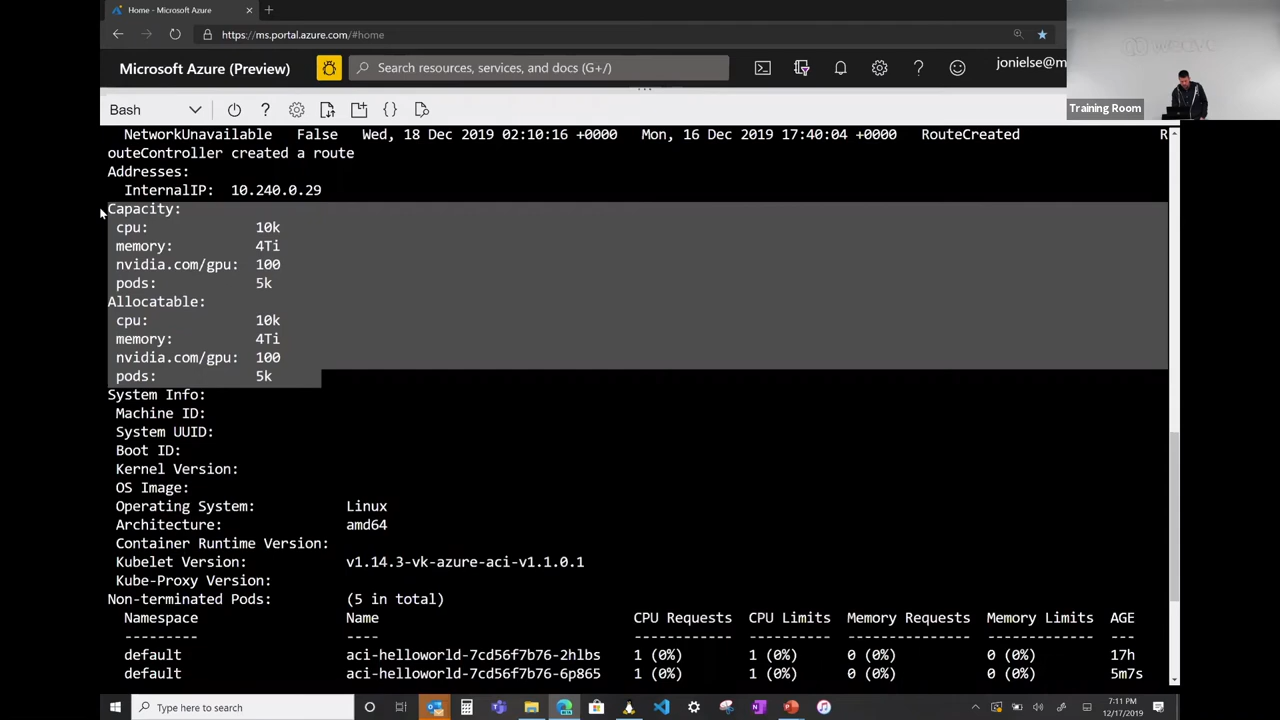 Home - Microsoft Azure
https://ms.portal.azure.com/#home
Microsoft Azure (Preview)
Search resources, services, and docs (G+/)
jonielse@m
Training Room
Bash
NetworkUnavailable False Wed, 18 Dec 2019 02:10:16 +0000 Mon, 16 Dec 2019 17:40:04 +0000 RouteCreated R
outeController created a route
Addresses:
InternalIP: 10.240.0.29
Capacity:
cpu: 10k
memory: 4Ti
nvidia.com/gpu: 100
pods: 5k
Allocatable:
cpu: 10k
memory: 4Ti
nvidia.com/gpu: 100
pods: 5k
System Info:
Machine ID:
System UUID:
Boot ID:
Kernel Version:
OS Image:
Operating System: Linux
Architecture: amd64
Container Runtime Version:
Kubelet Version: v1.14.3-vk-azure-aci-v1.1.0.1
Kube-Proxy Version:
Non-terminated Pods: (5 in total)
Namespace Name CPU Requests CPU Limits Memory Requests Memory Limits AGE
--------- ---- ------------ ---------- --------------- ------------- ---
default aci-helloworld-7cd56f7b76-2hlbs 1 (0%) 1 (0%) 0 (0%) 0 (0%) 17h
default aci-helloworld-7cd56f7b76-6p865 1 (0%) 1 (0%) 0 (0%) 0 (0%) 5m7s
Type here to search
7:11 PM
12/17/2019